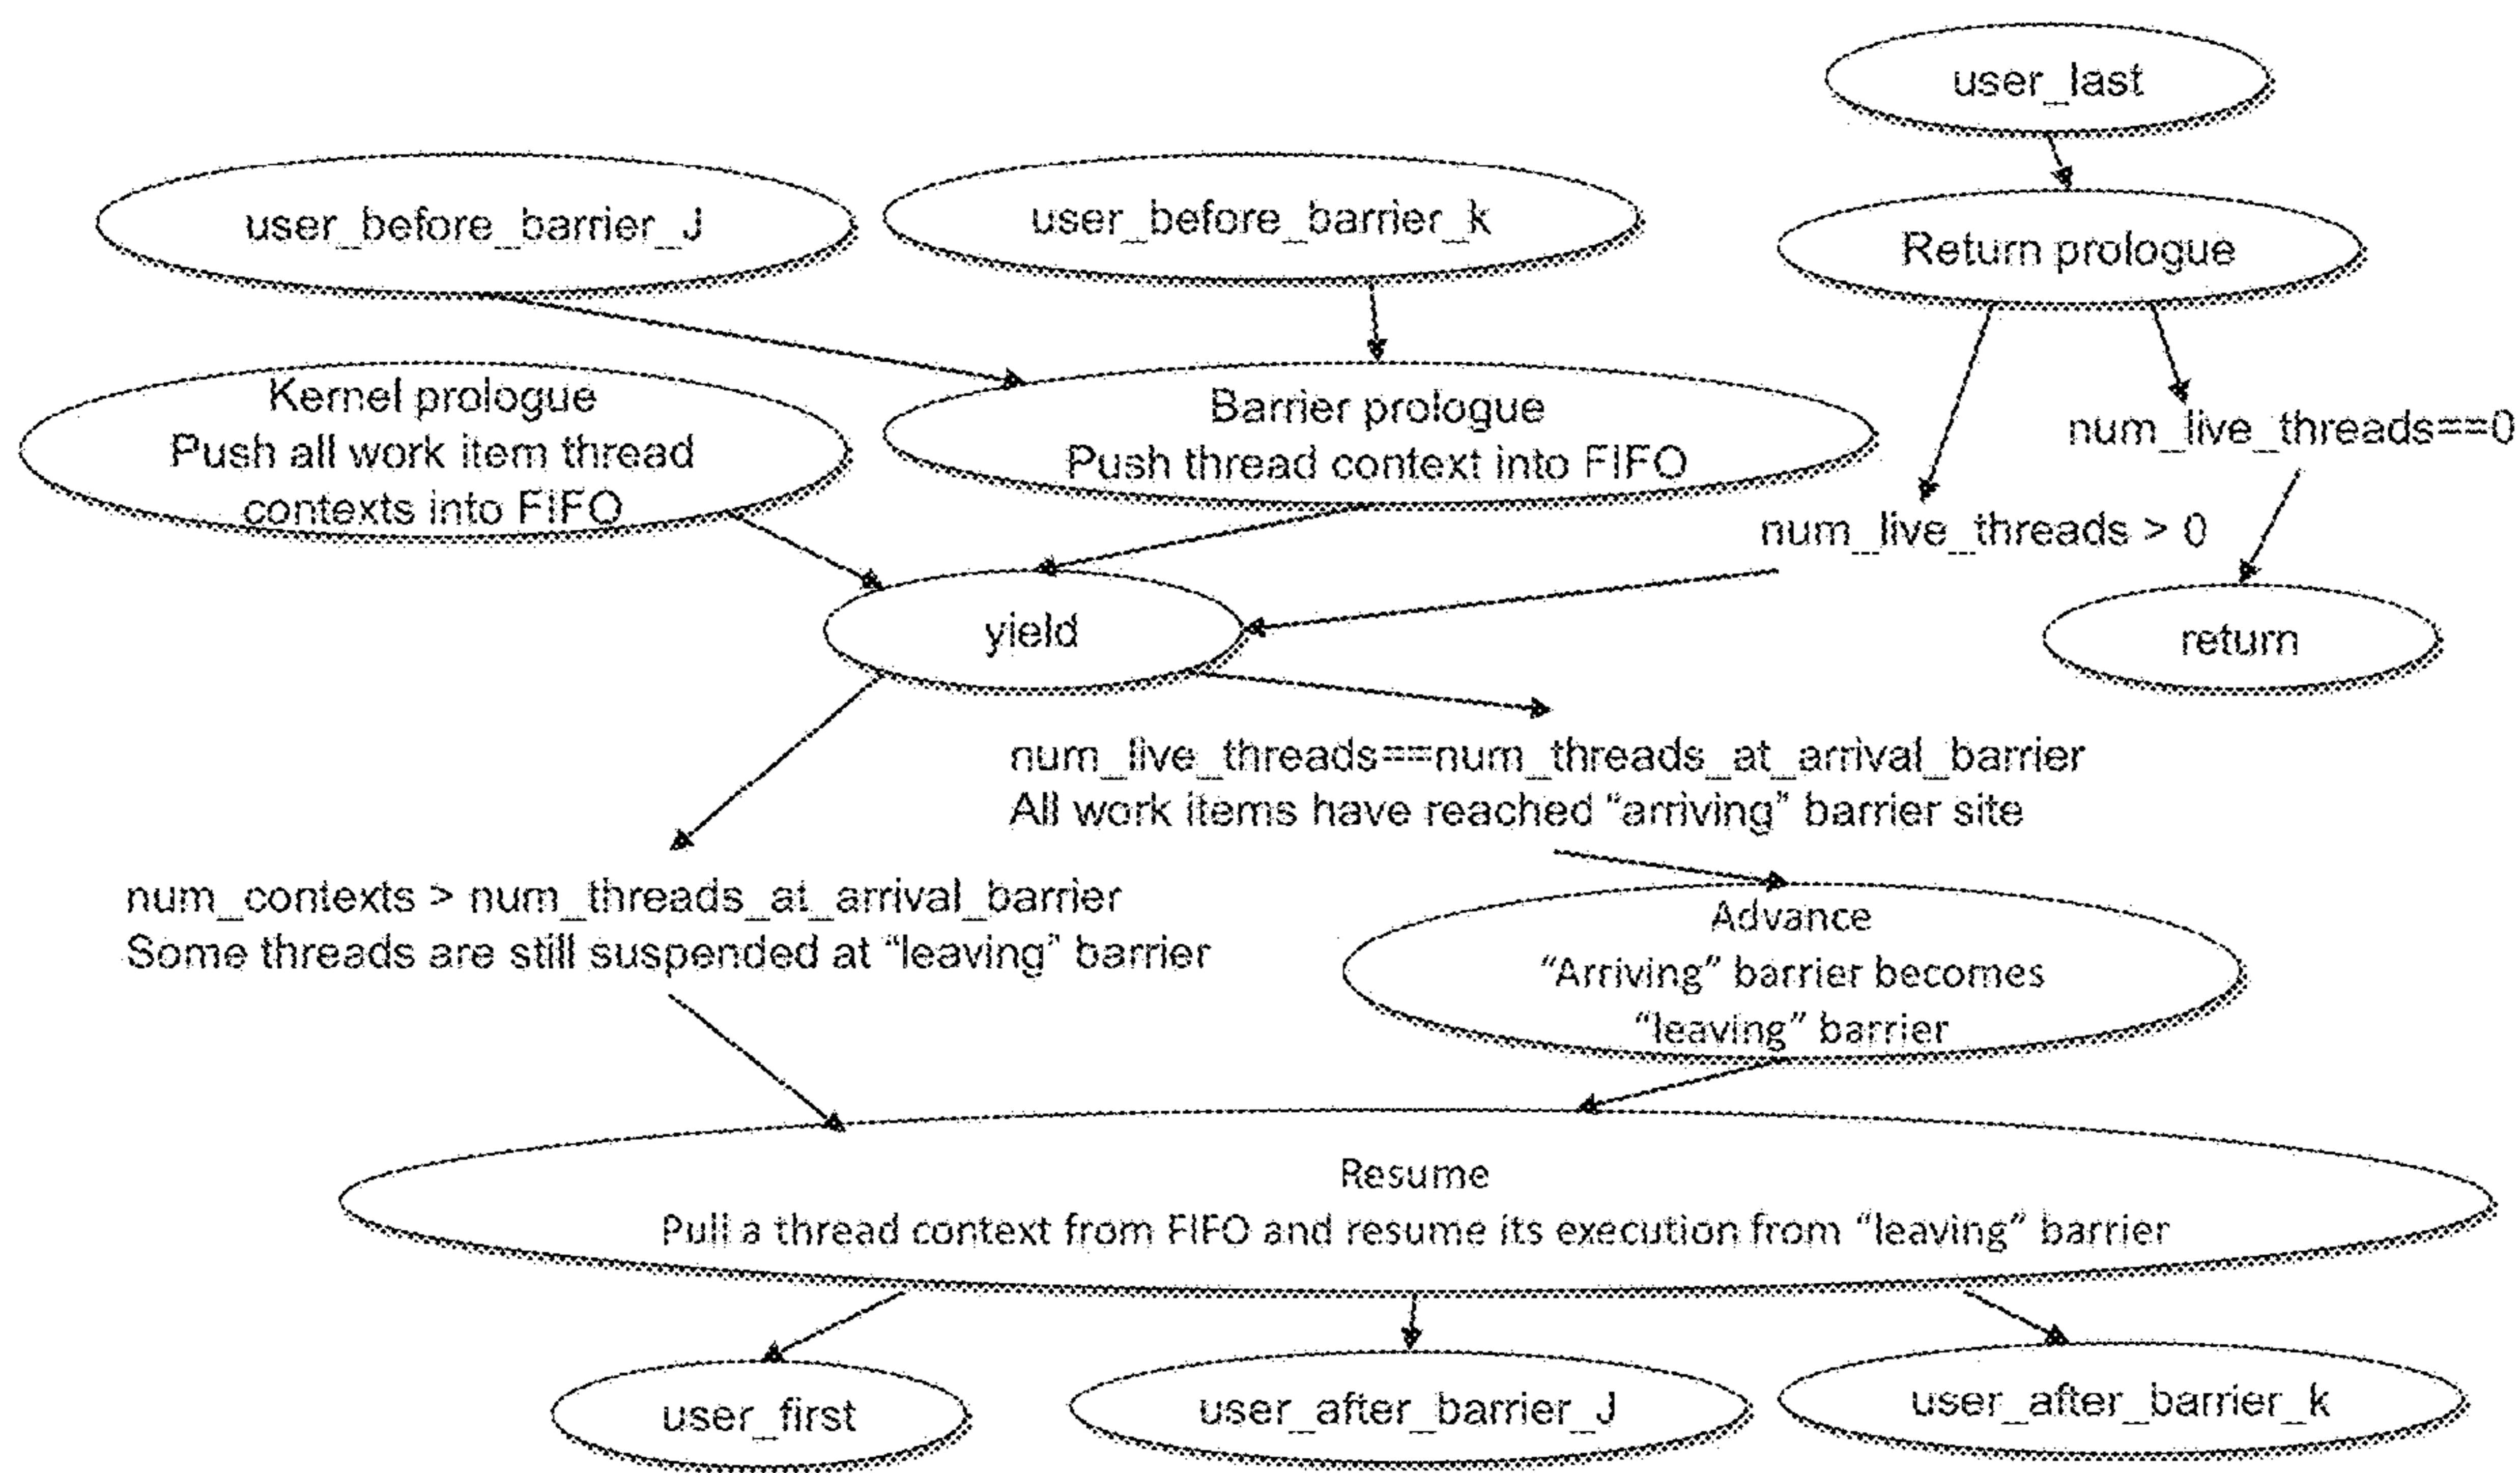 user_last
user_before_barrier_J
user_before_barrier_k
Return prologue
Kernel prologue
Push all work item thread
contexts into FIFO
Barrier prologue
Push thread context into FIFO
num_live_threads==0
num_live_threads > 0
yield
return
num_live_threads==num_threads_at_arrival_barrier
All work items have reached “arriving” barrier site
num_contexts > num_threads_at_arrival_barrier
Some threads are still suspended at “leaving” barrier
Advance
“Arriving” barrier becomes
“leaving” barrier
Resume
Pull a thread context from FIFO and resume its execution from “leaving” barrier
user_first
user_after_barrier_J
user_after_barrier_k